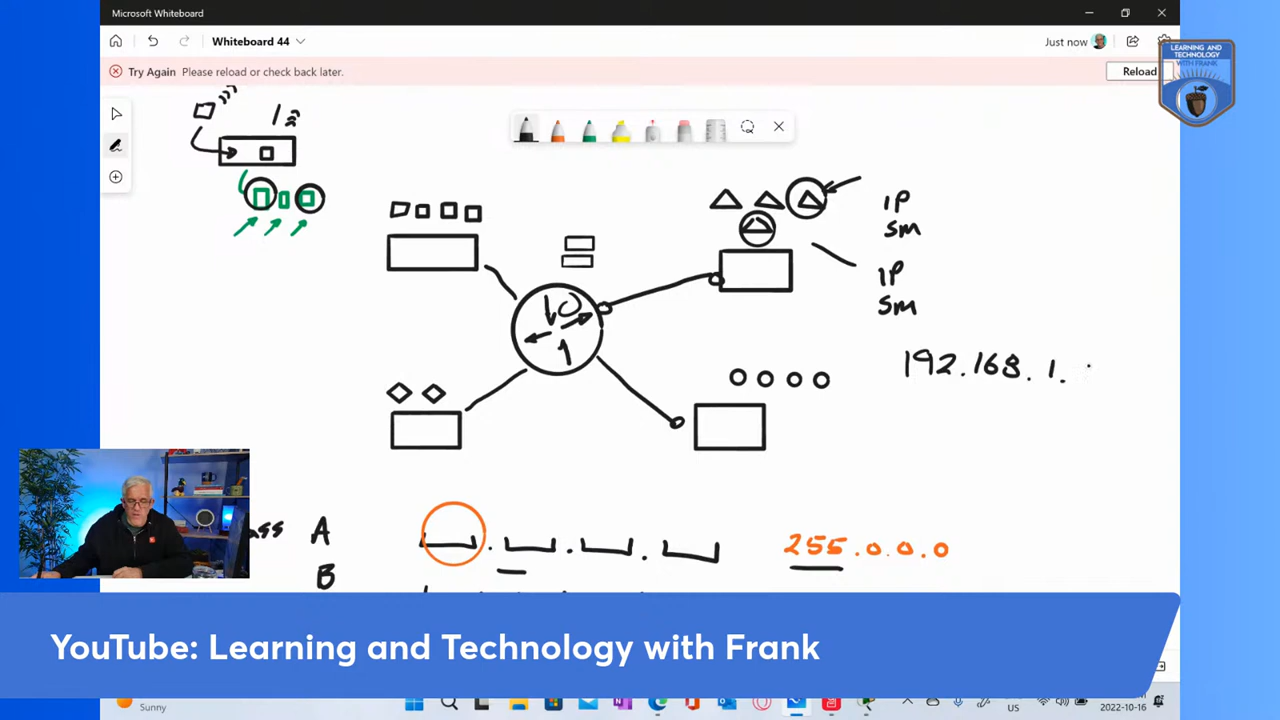 Microsoft Whiteboard
Whiteboard 44
Just now
Try Again Please reload or check back later.
Reload
LEARNING AND
TECHNOLOGY
WITH FRANK
IP
SM
IP
SM
192.168.1.
A
255.0.0.0
B
YouTube: Learning and Technology with Frank
Sunny
US
2022-10-16